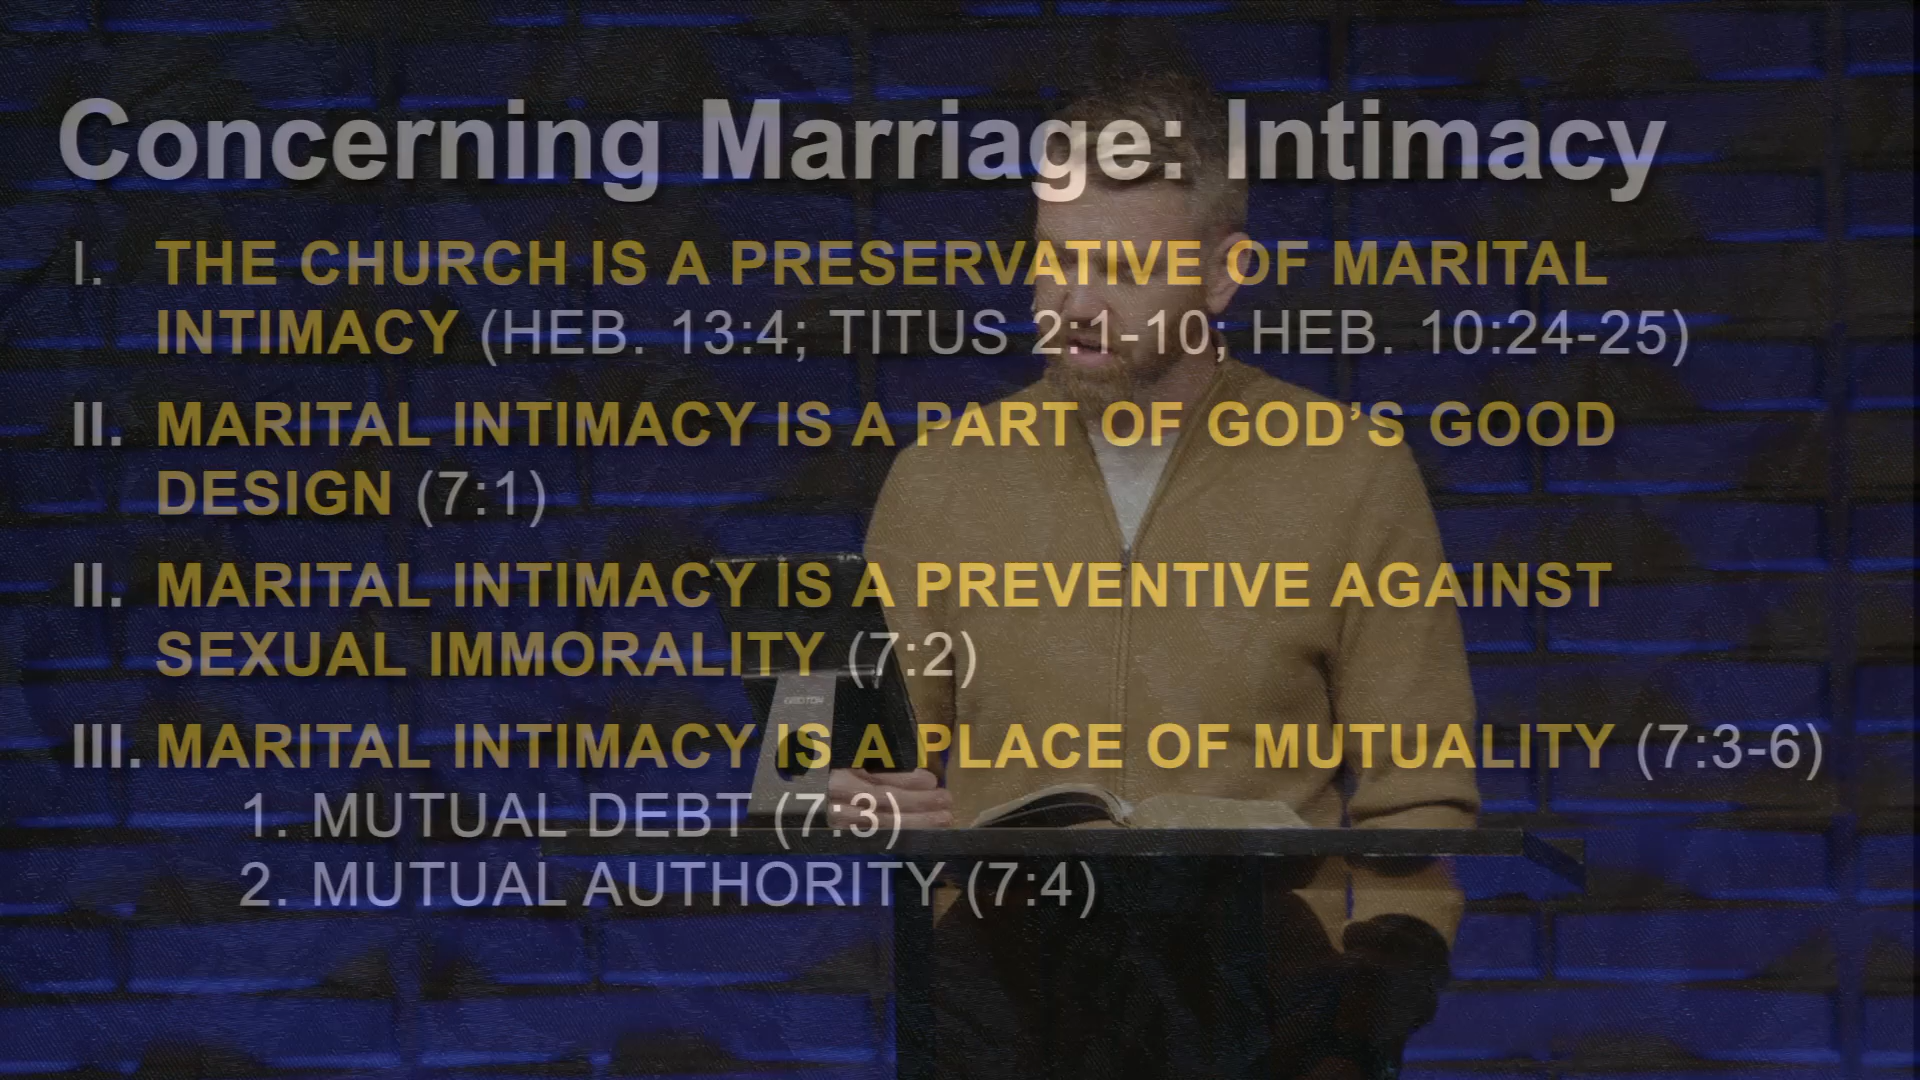 Concerning Marriage: Intimacy
I. THE CHURCH IS A PRESERVATIVE OF MARITAL
INTIMACY (HEB. 13:4; TITUS 2:1-10; HEB. 10:24-25)
II. MARITAL INTIMACY IS A PART OF GOD’S GOOD
DESIGN (7:1)
II. MARITAL INTIMACY IS A PREVENTIVE AGAINST
SEXUAL IMMORALITY (7:2)
III. MARITAL INTIMACY IS A PLACE OF MUTUALITY (7:3-6)
1. MUTUAL DEBT (7:3)
2. MUTUAL AUTHORITY (7:4)